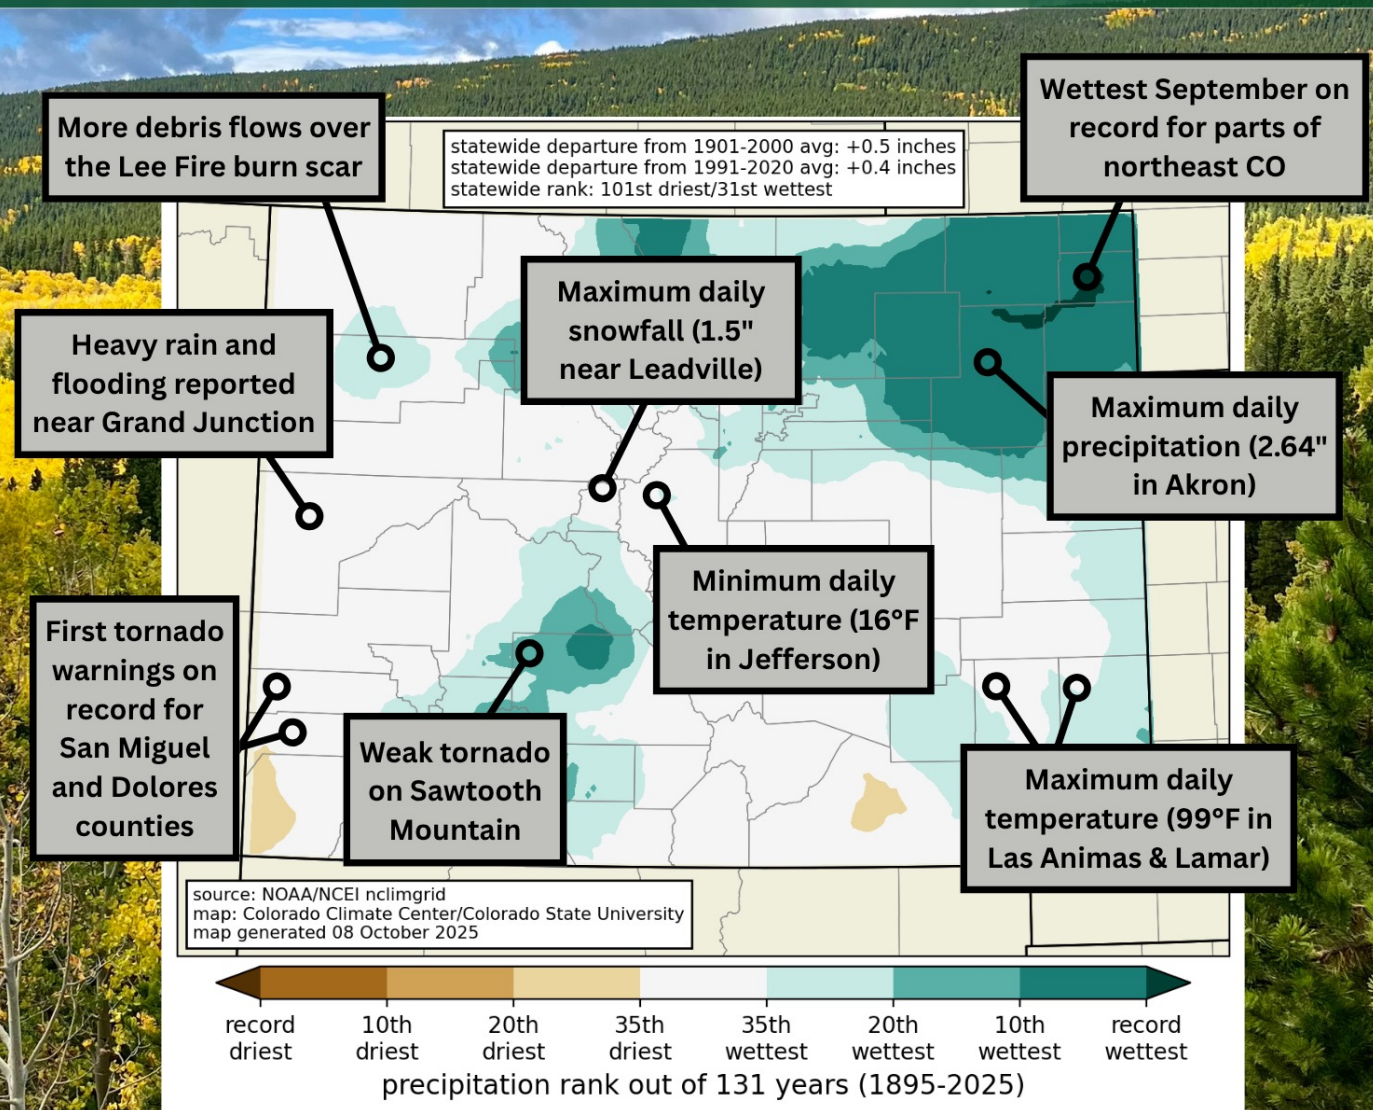 More debris flows over
the Lee Fire burn scar
statewide departure from 1901-2000 avg: +0.5 inches
statewide departure from 1991-2020 avg: +0.4 inches
statewide rank: 101st driest/31st wettest
Wettest September on
record for parts of
northeast CO
Heavy rain and
flooding reported
near Grand Junction
Maximum daily
snowfall (1.5"
near Leadville)
Maximum daily
precipitation (2.64"
in Akron)
Minimum daily
temperature (16°F
in Jefferson)
First tornado
warnings on
record for
San Miguel
and Dolores
counties
Weak tornado
on Sawtooth
Mountain
Maximum daily
temperature (99°F in
Las Animas & Lamar)
source: NOAA/NCEI nclimgrid
map: Colorado Climate Center/Colorado State University
map generated 08 October 2025
record driest
10th driest
20th driest
35th driest
35th wettest
20th wettest
10th wettest
record wettest
precipitation rank out of 131 years (1895-2025)